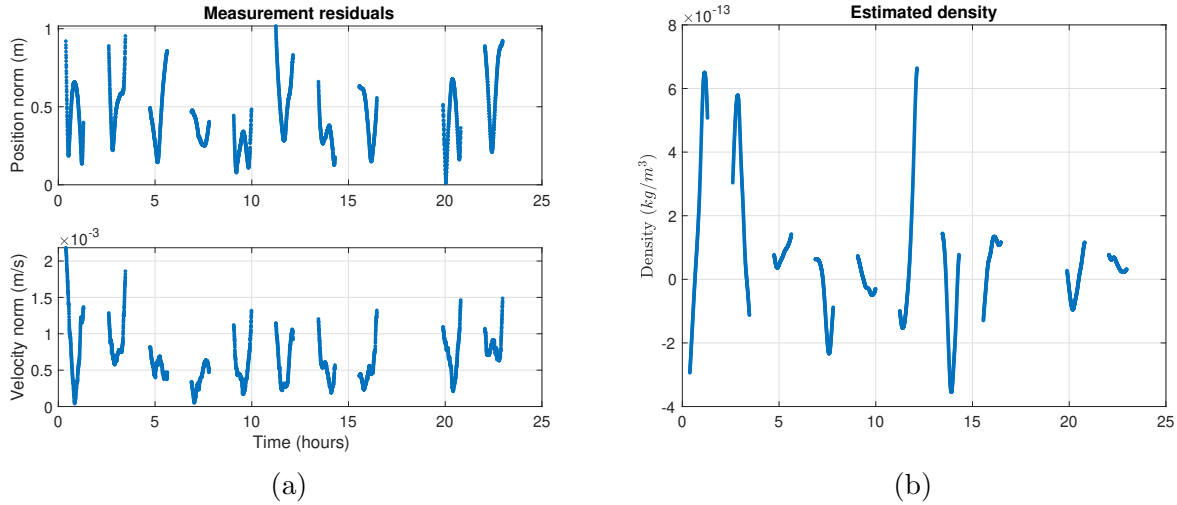 Measurement residuals
Position norm (m)
1
0.5
0
0 5 10 15 20 25
×10⁻³
Velocity norm (m/s)
2
1.5
1
0.5
0
0 5 10 15 20 25
Time (hours)
(a)
Estimated density
×10⁻¹³
Density (kg/m³)
8
6
4
2
0
-2
-4
0 5 10 15 20 25
(b)